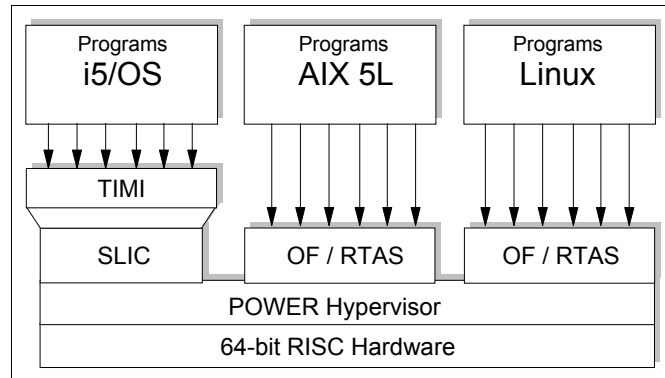 Programs
i5/OS
Programs
AIX 5L
Programs
Linux
TIMI
SLIC
OF / RTAS
OF / RTAS
POWER Hypervisor
64-bit RISC Hardware